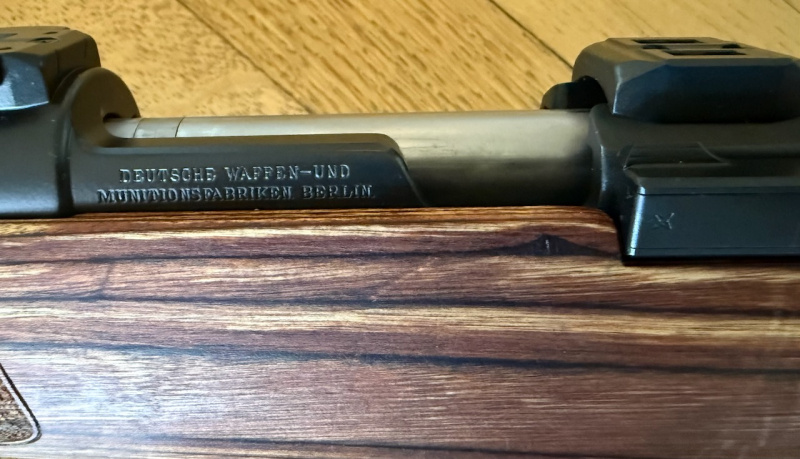 DEUTSCHE WAFFEN-UND
MUNITIONSFABRIKEN BERLIN